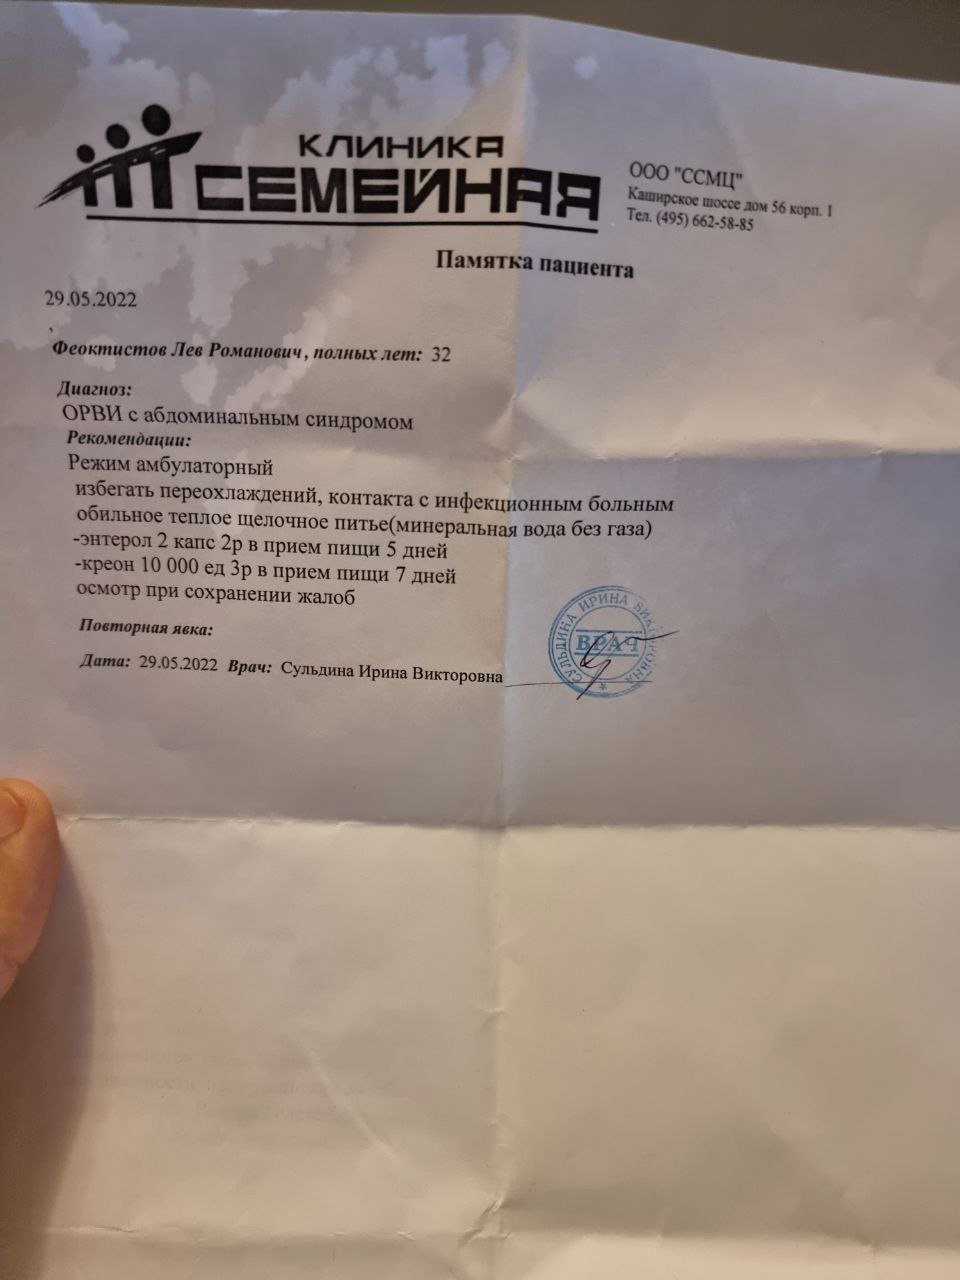 КЛИНИКА
СЕМЕЙНАЯ
ООО "ССМЦ"
Каширское шоссе дом 56 корп. 1
Тел. (495) 662-58-85
Памятка пациента
29.05.2022
,
Феоктистов Лев Романович, полных лет: 32
Диагноз:
ОРВИ с абдоминальным синдромом
Рекомендации:
Режим амбулаторный
избегать переохлаждений, контакта с инфекционным больным
обильное теплое щелочное питье(минеральная вода без газа)
-энтерол 2 капс 2р в прием пищи 5 дней
-креон 10 000 ед 3р в прием пищи 7 дней
осмотр при сохранении жалоб
Повторная явка:
Дата: 29.05.2022 Врач: Сульдина Ирина Викторовна
СУЛЬДИНА ИРИНА ВИКТОРОВНА
ВРАЧ